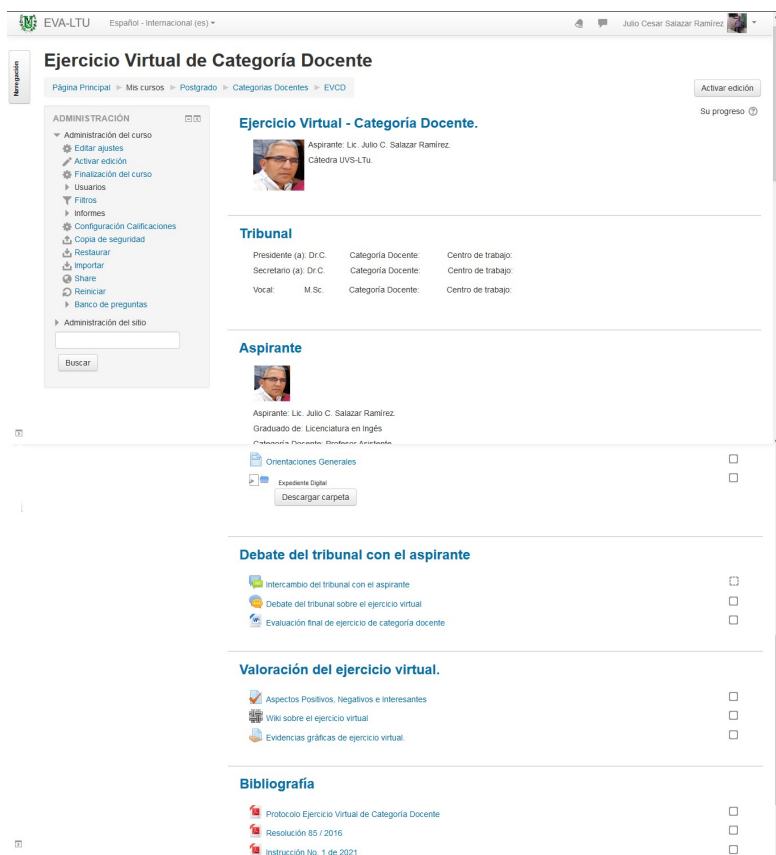 EVA-LTU Español - Internacional (es) Julio Cesar Salazar Ramírez
Navegación
Ejercicio Virtual de Categoría Docente
Página Principal Mis cursos Postgrado Categorias Docentes EVCD Activar edición
Su progreso
ADMINISTRACIÓN
Administración del curso
Editar ajustes
Activar edición
Finalización del curso
Usuarios
Filtros
Informes
Configuración Calificaciones
Copia de seguridad
Restaurar
Importar
Share
Reiniciar
Banco de preguntas
Administración del sitio
Buscar
Ejercicio Virtual - Categoría Docente.
Aspirante: Lic. Julio C. Salazar Ramírez.
Cátedra UVS-LTu.
Tribunal
Presidente (a): Dr.C. Categoría Docente: Centro de trabajo:
Secretario (a): Dr.C. Categoría Docente: Centro de trabajo:
Vocal: M.Sc. Categoría Docente: Centro de trabajo:
Aspirante
Aspirante: Lic. Julio C. Salazar Ramírez.
Graduado de: Licenciatura en Ingés
Categoría Docente: Profesor Asistente
Orientaciones Generales
Expediente Digital
Descargar carpeta
Debate del tribunal con el aspirante
Intercambio del tribunal con el aspirante
Debate del tribunal sobre el ejercicio virtual
Evaluación final de ejercicio de categoría docente
Valoración del ejercicio virtual.
Aspectos Positivos, Negativos e Interesantes
Wiki sobre el ejercicio virtual
Evidencias gráficas de ejercicio virtual.
Bibliografía
Protocolo Ejercicio Virtual de Categoría Docente
Resolución 85 / 2016
Instrucción No. 1 de 2021